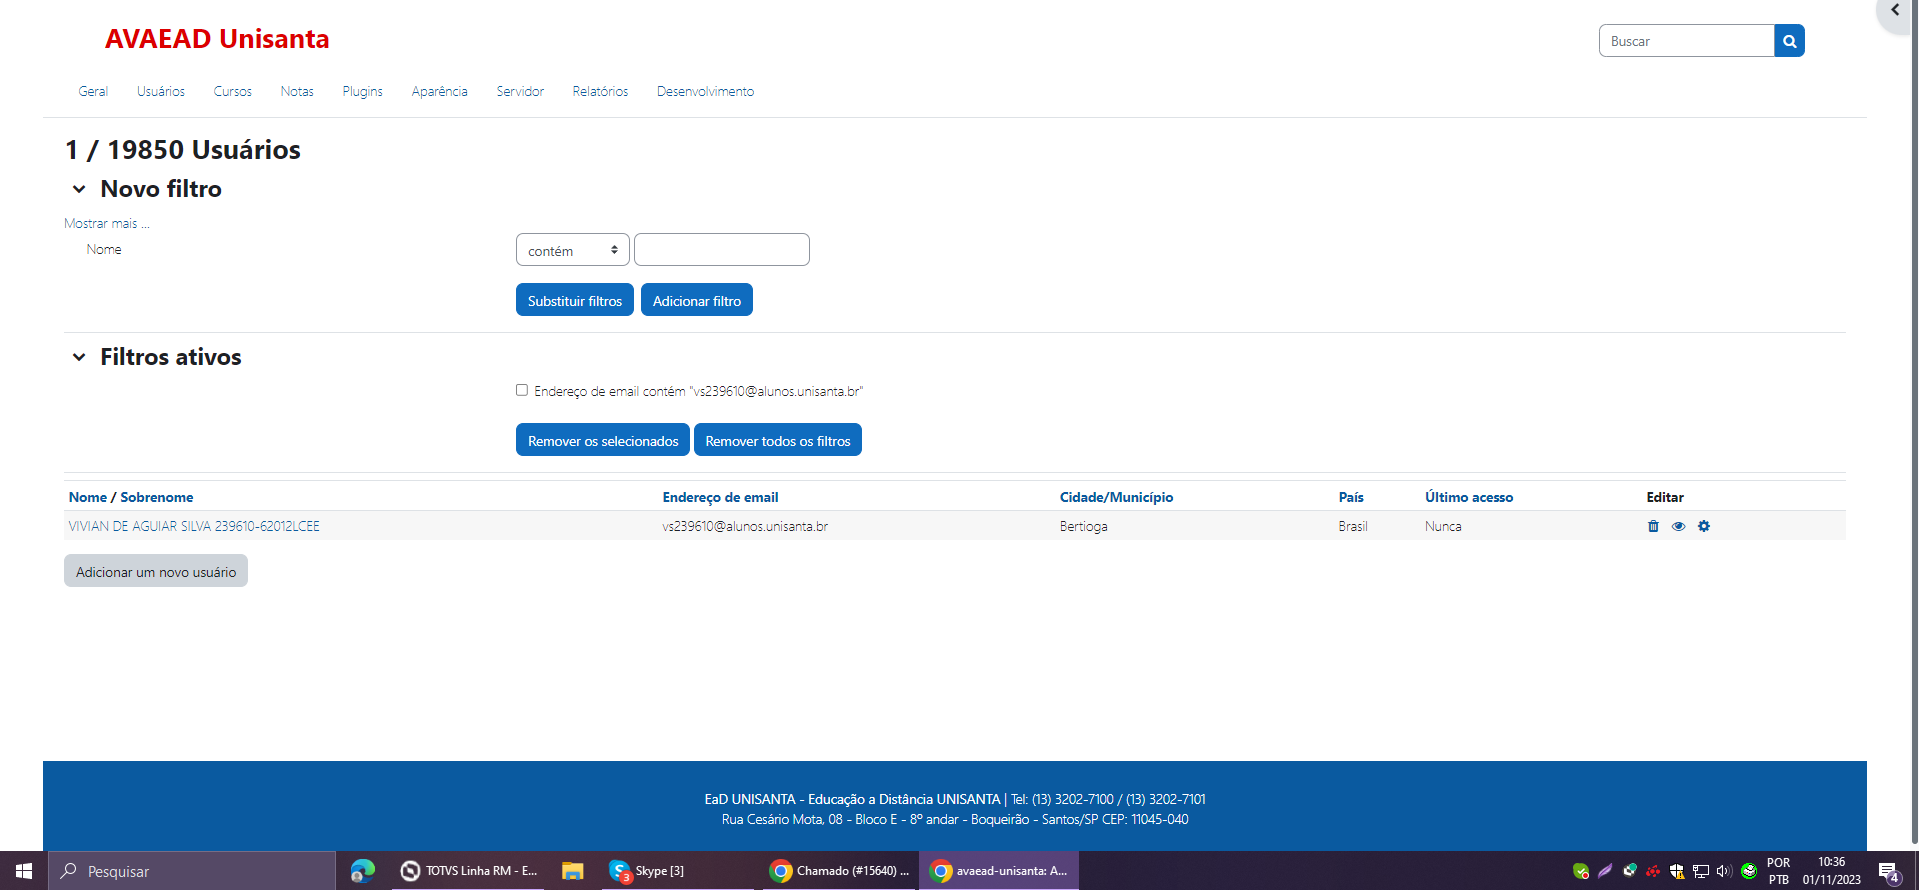 AVAEAD Unisanta
Buscar
Geral Usuários Cursos Notas Plugins Aparência Servidor Relatórios Desenvolvimento
1 / 19850 Usuários
Novo filtro
Mostrar mais ...
Nome contém
Substituir filtros Adicionar filtro
Filtros ativos
Endereço de email contém "vs239610@alunos.unisanta.br"
Remover os selecionados Remover todos os filtros
Nome / Sobrenome Endereço de email Cidade/Município País Último acesso Editar
VIVIAN DE AGUIAR SILVA 239610-62012LCEE vs239610@alunos.unisanta.br Bertioga Brasil Nunca
Adicionar um novo usuário
EaD UNISANTA - Educação a Distância UNISANTA | Tel: (13) 3202-7100 / (13) 3202-7101
Rua Cesário Mota, 08 - Bloco E - 8º andar - Boqueirão - Santos/SP CEP: 11045-040
Pesquisar TOTVS Linha RM - E... 3 Skype [3] Chamado (#15640) ... avaead-unisanta: A... POR 10:36
PTB 01/11/2023 4